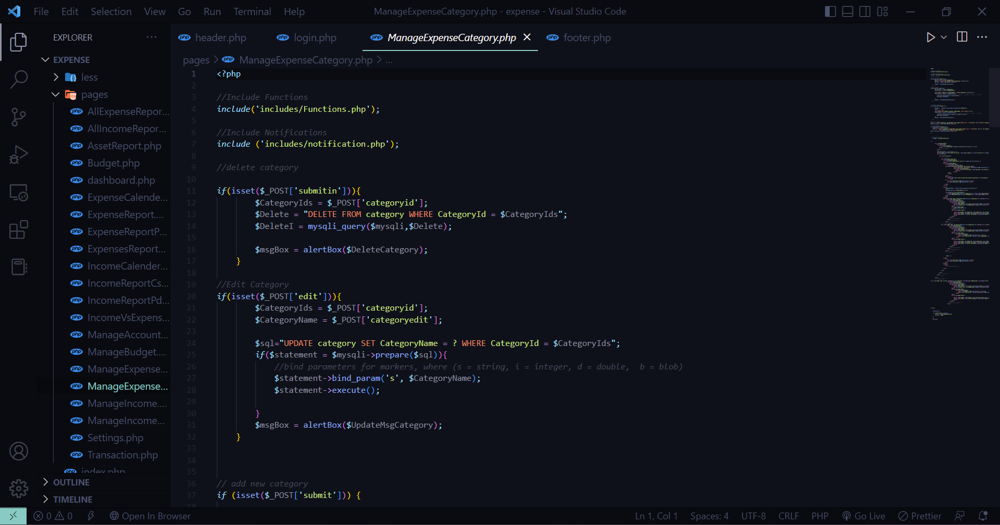 File Edit Selection View Go Run Terminal Help
ManageExpenseCategory.php - expense - Visual Studio Code
EXPLORER
EXPENSE
less
pages
AllExpenseRepor...
AllIncomeRepor...
AssetReport.php
Budget.php
dashboard.php
ExpenseCalende...
ExpenseReport....
ExpenseReportP...
ExpensesReport...
IncomeCalender...
IncomeReportCs...
IncomeReportPd...
IncomeVsExpens...
ManageAccount...
ManageBudget....
ManageExpense...
ManageExpense...
ManageIncome....
ManageIncome...
Settings.php
Transaction.php
index.php
OUTLINE
TIMELINE
php header.php php login.php php ManageExpenseCategory.php php footer.php
pages > php ManageExpenseCategory.php > ...
1 <?php
2
3 //Include Functions
4 include('includes/Functions.php');
5
6 //Include Notifications
7 include ('includes/notification.php');
8
9 //delete category
10
11 if(isset($_POST['submitin'])){
12 $CategoryIds = $_POST['categoryid'];
13 $Delete = "DELETE FROM category WHERE CategoryId = $CategoryIds";
14 $DeleteI = mysqli_query($mysqli,$Delete);
15
16 $msgBox = alertBox($DeleteCategory);
17 }
18
19 //Edit Category
20 if(isset($_POST['edit'])){
21 $CategoryIds = $_POST['categoryid'];
22 $CategoryName = $_POST['categoryedit'];
23
24 $sql="UPDATE category SET CategoryName = ? WHERE CategoryId = $CategoryIds";
25 if($statement = $mysqli->prepare($sql)){
26 //bind parameters for markers, where (s = string, i = integer, d = double,  b = blob)
27 $statement->bind_param('s', $CategoryName);
28 $statement->execute();
29
30 }
31 $msgBox = alertBox($UpdateMsgCategory);
32 }
33
34
35
36 // add new category
37 if (isset($_POST['submit'])) {
38
0 0 Open In Browser Ln 1, Col 1 Spaces: 4 UTF-8 CRLF PHP Go Live Prettier